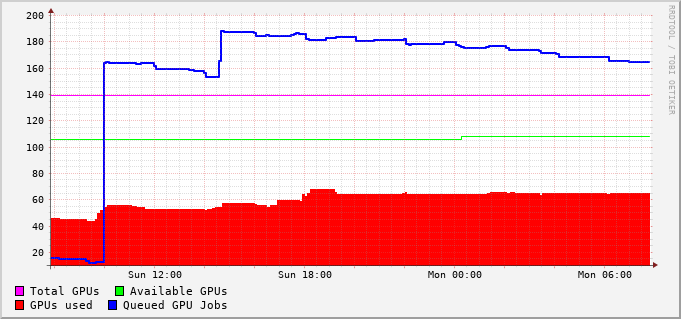 200
180
160
140
120
100
80
60
40
20
Sun 12:00 Sun 18:00 Mon 00:00 Mon 06:00
Total GPUs Available GPUs
GPUs used Queued GPU Jobs
RRDTOOL / TOBI OETIKER